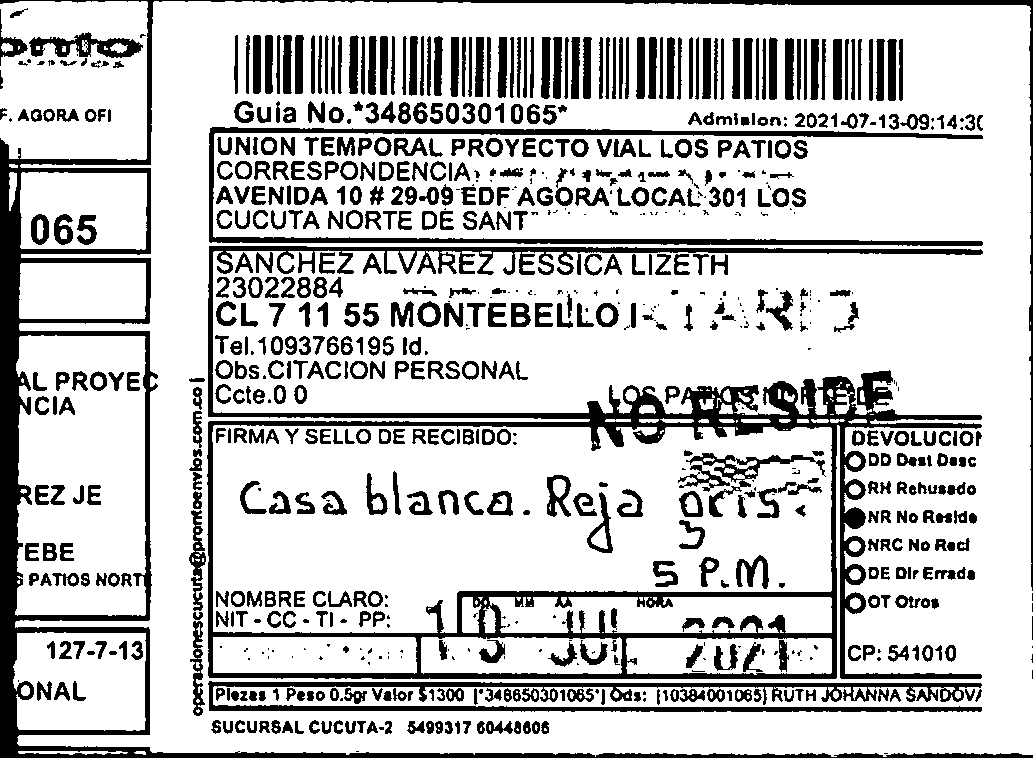 F. AGORA OFI
065
AL PROYEC
NCIA
REZ JE
TEBE
S PATIOS NORT
127-7-13
ONAL
operacionescucuta@prontoenvios.com.co |
Guia No.*348650301065*
Admision: 2021-07-13-09:14:30
UNION TEMPORAL PROYECTO VIAL LOS PATIOS
CORRESPONDENCIA
AVENIDA 10 # 29-09 EDF AGORA LOCAL 301 LOS
CUCUTA NORTE DE SANT
SANCHEZ ALVAREZ JESSICA LIZETH
23022884
CL 7 11 55 MONTEBELLO I
Tel.1093766195 Id.
Obs.CITACION PERSONAL
Ccte.0 0
LOS PATIOS NORTE DE
NO RESIDE
FIRMA Y SELLO DE RECIBIDO:
Casa blanca. Reja gris.
3
5 P.M.
NOMBRE CLARO:
NIT - CC - TI - PP:
DD MM AA HORA
19 JUL 2021
DEVOLUCION
DD Dest Desc
RH Rehusado
NR No Reside
NRC No Recl
DE Dir Errada
OT Otros
CP: 541010
Piezas 1 Peso 0.5gr Valor $1300 [*348650301065*] Ods: [10384001065] RUTH JOHANNA SANDOVA
SUCURSAL CUCUTA-2 5499317 60448606